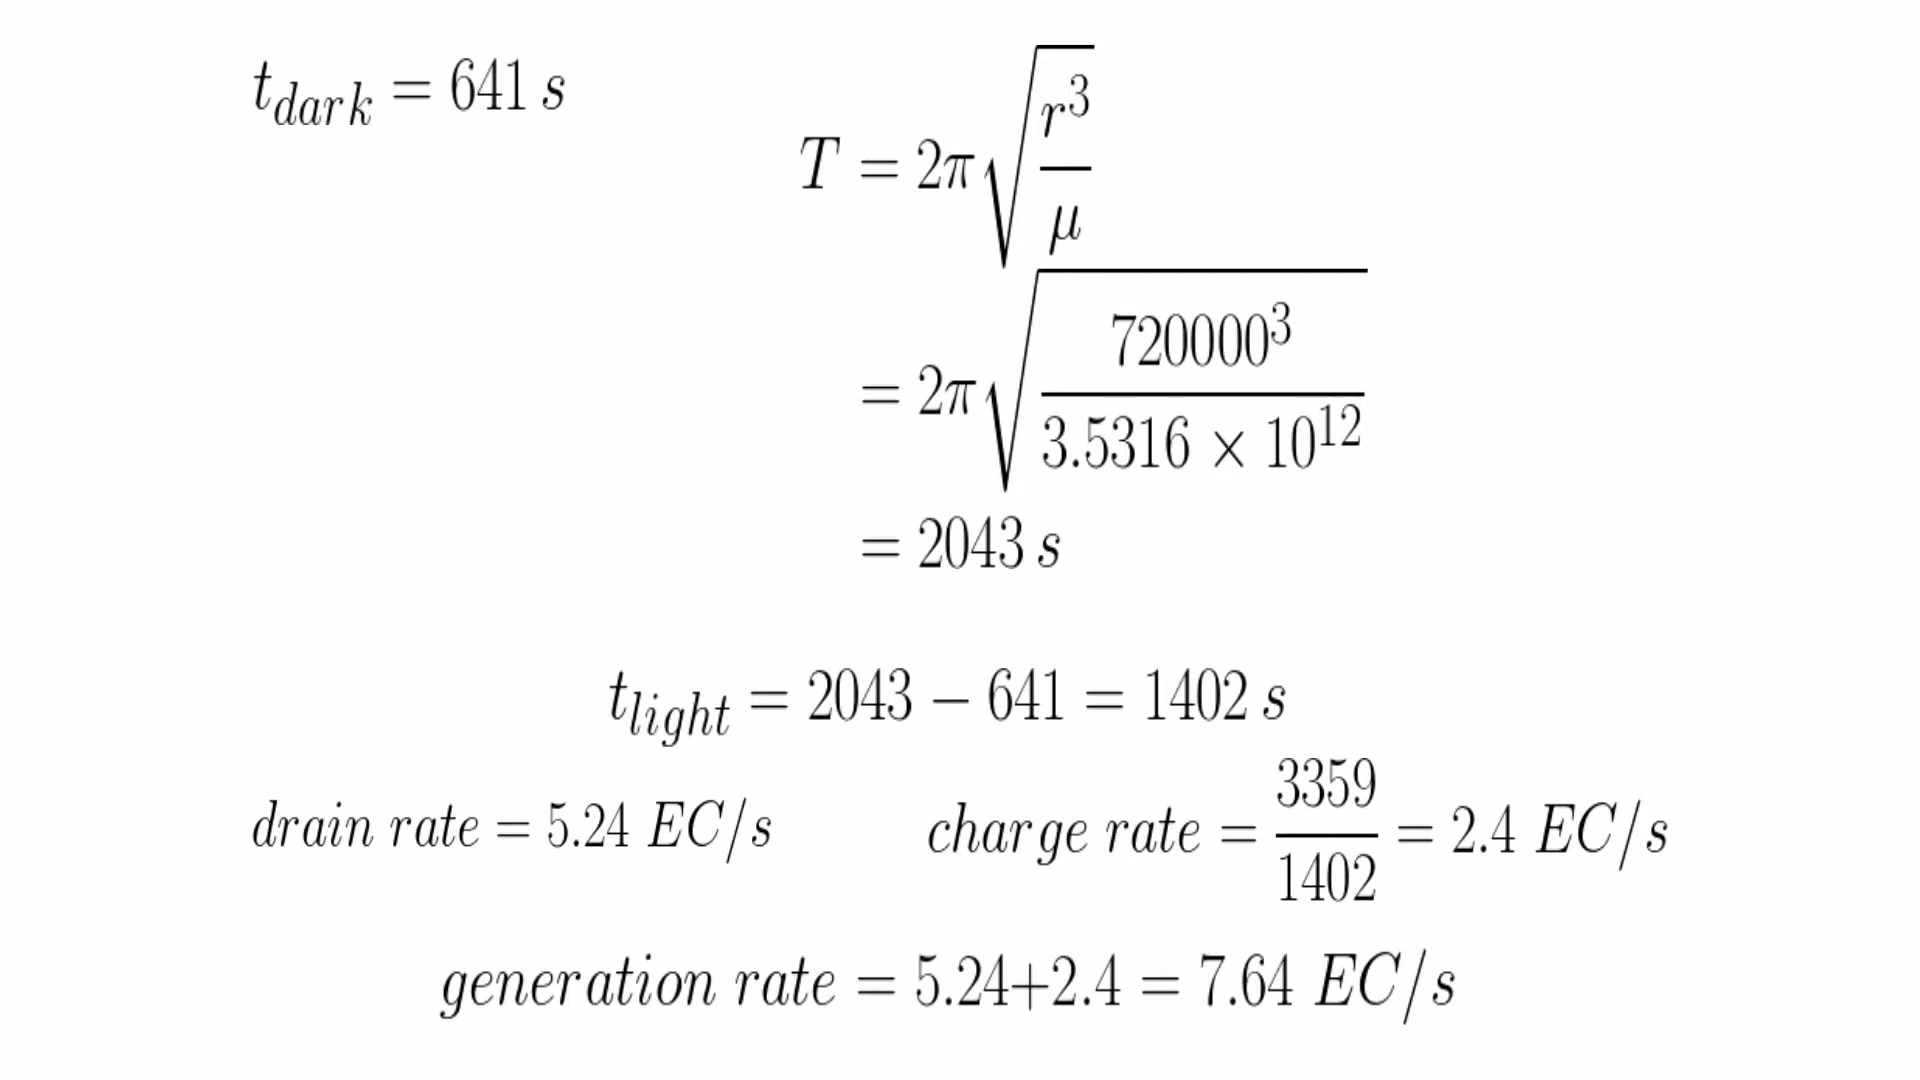 t_dark = 641 s
T = 2π√(r³/μ)
= 2π√(720000³/(3.5316 × 10¹²))
= 2043 s
t_light = 2043 − 641 = 1402 s
drain rate = 5.24 EC/s    charge rate = 3359/1402 = 2.4 EC/s
generation rate = 5.24+2.4 = 7.64 EC/s